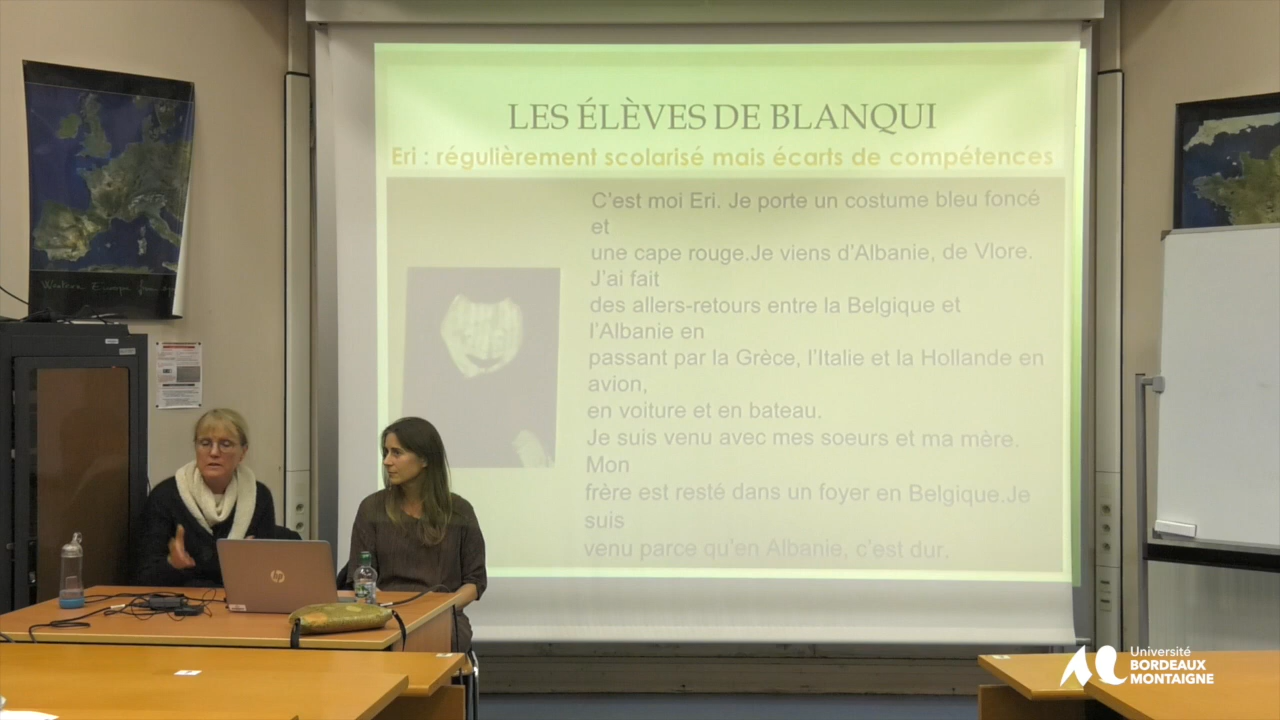 LES ÉLÈVES DE BLANQUI
Eri : régulièrement scolarisé mais écarts de compétences
C'est moi Eri. Je porte un costume bleu foncé
et
une cape rouge.Je viens d'Albanie, de Vlore.
J'ai fait
des allers-retours entre la Belgique et
l'Albanie en
passant par la Grèce, l'Italie et la Hollande en
avion,
en voiture et en bateau.
Je suis venu avec mes soeurs et ma mère.
Mon
frère est resté dans un foyer en Belgique.Je
suis
venu parce qu'en Albanie, c'est dur.
Western Europe
hp
Université
BORDEAUX
MONTAIGNE